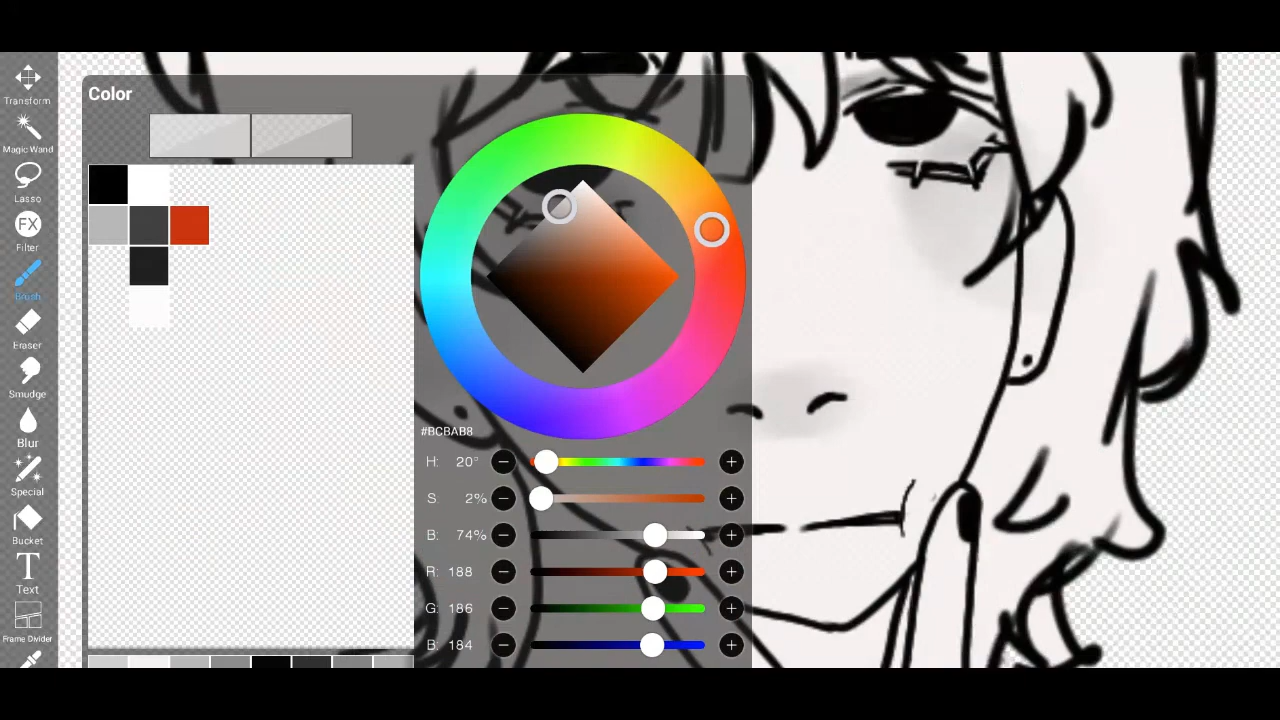 Transform
Magic Wand
Lasso
FX
Filter
Brush
Eraser
Smudge
Blur
Special
Bucket
T
Text
Frame Divider
Color
#BCBAB8
H: 20°
S: 2%
B: 74%
R: 188
G: 186
B: 184